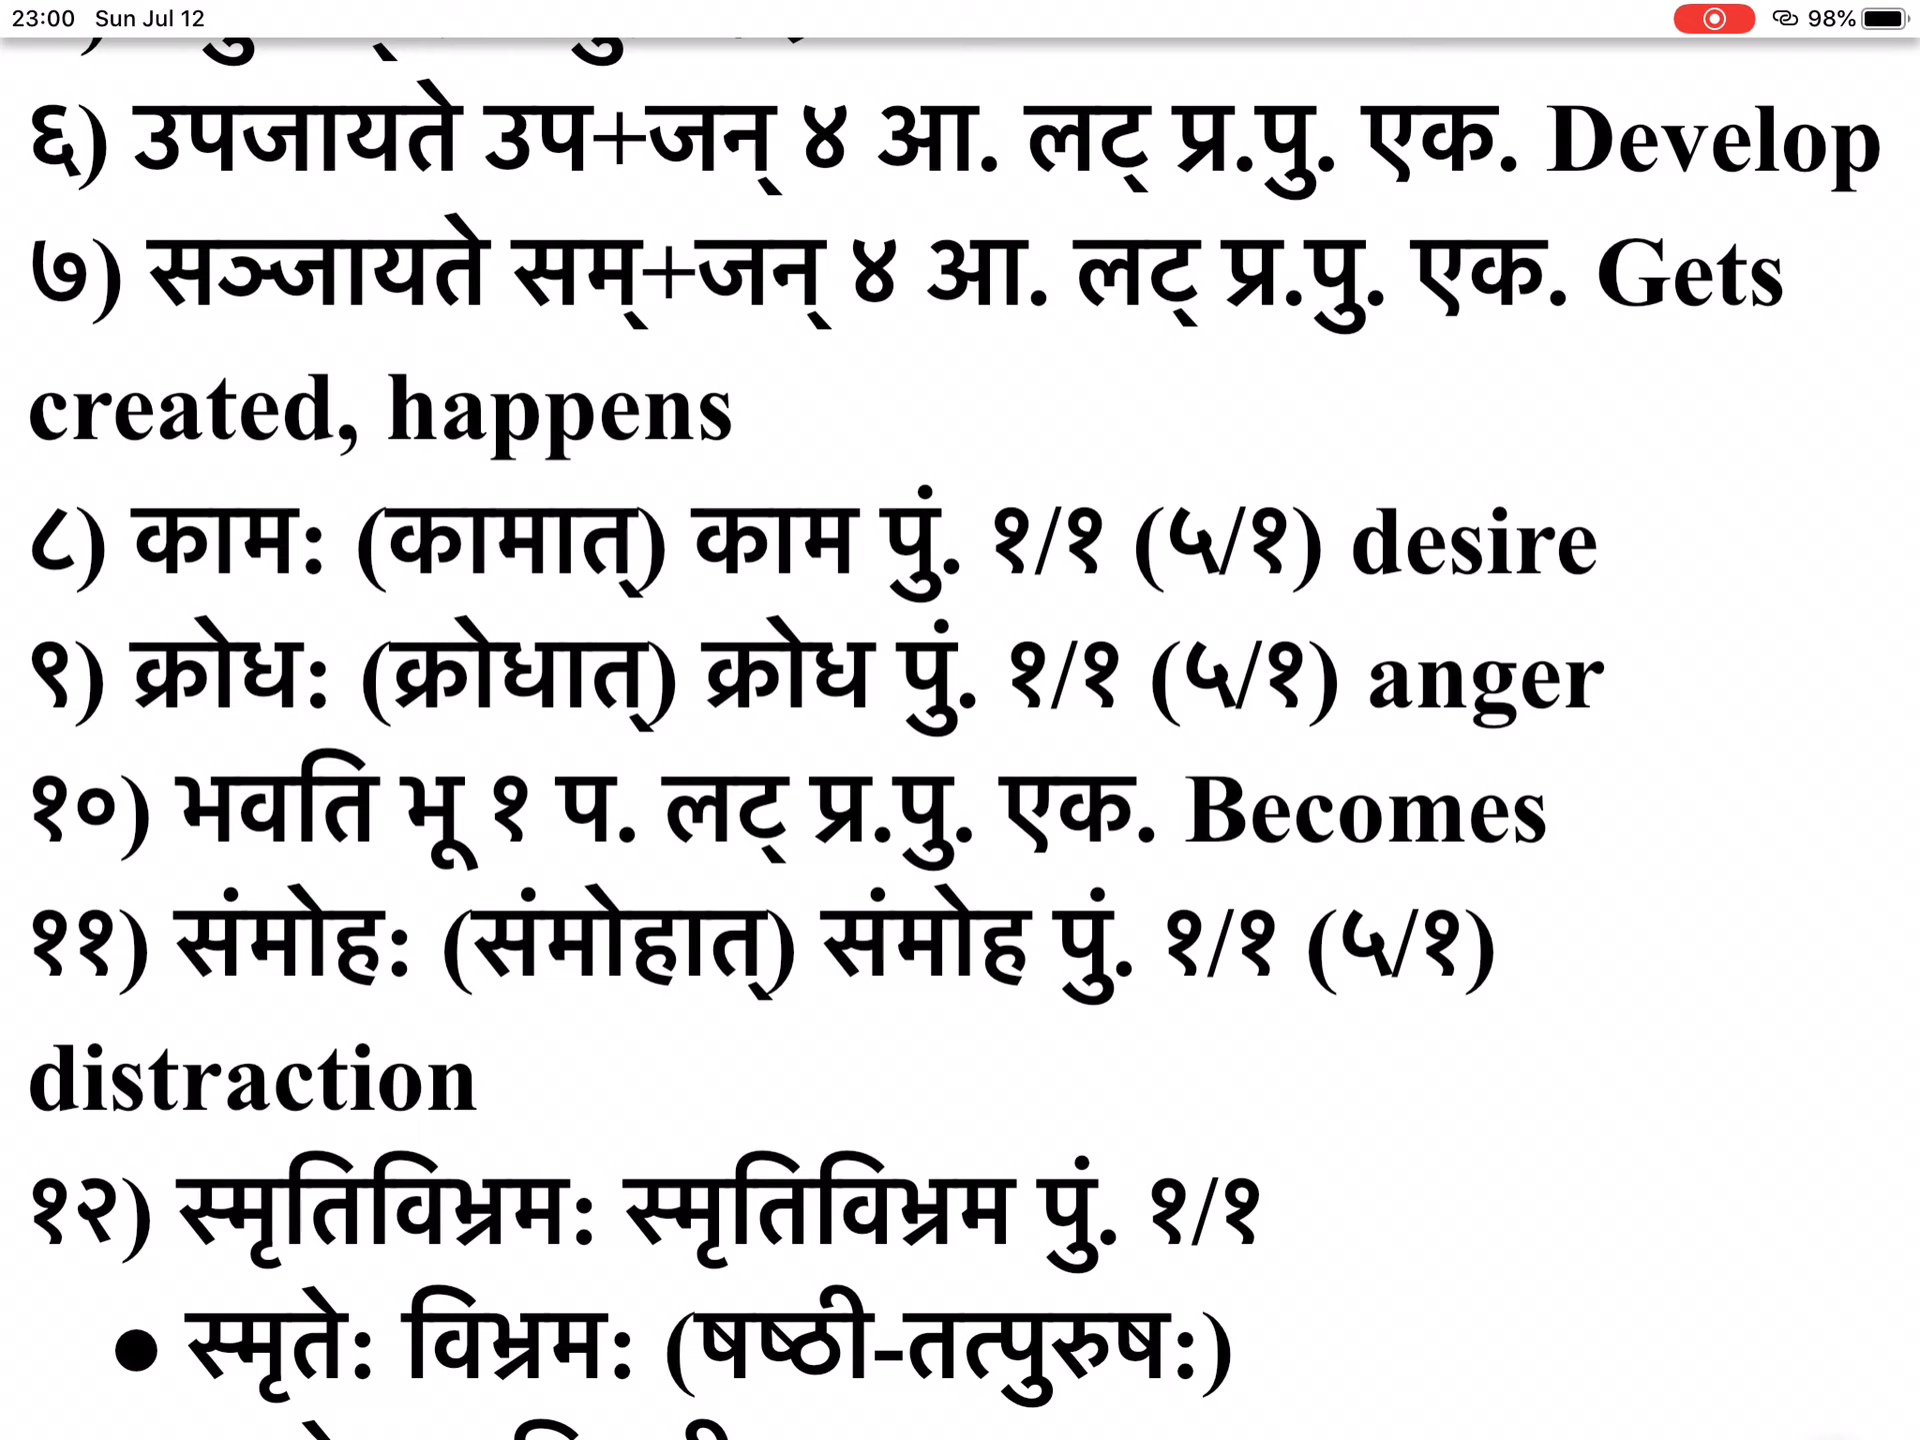 23:00 Sun Jul 12 98%
६) उपजायते उप+जन् ४ आ. लट् प्र.पु. एक. Develop
७) सञ्जायते सम्+जन् ४ आ. लट् प्र.पु. एक. Gets
created, happens
८) काम: (कामात्) काम पुं. १/१ (५/१) desire
९) क्रोध: (क्रोधात्) क्रोध पुं. १/१ (५/१) anger
१०) भवति भू १ प. लट् प्र.पु. एक. Becomes
११) संमोह: (संमोहात्) संमोह पुं. १/१ (५/१)
distraction
१२) स्मृतिविभ्रम: स्मृतिविभ्रम पुं. १/१
● स्मृते: विभ्रम: (षष्ठी-तत्पुरुष:)